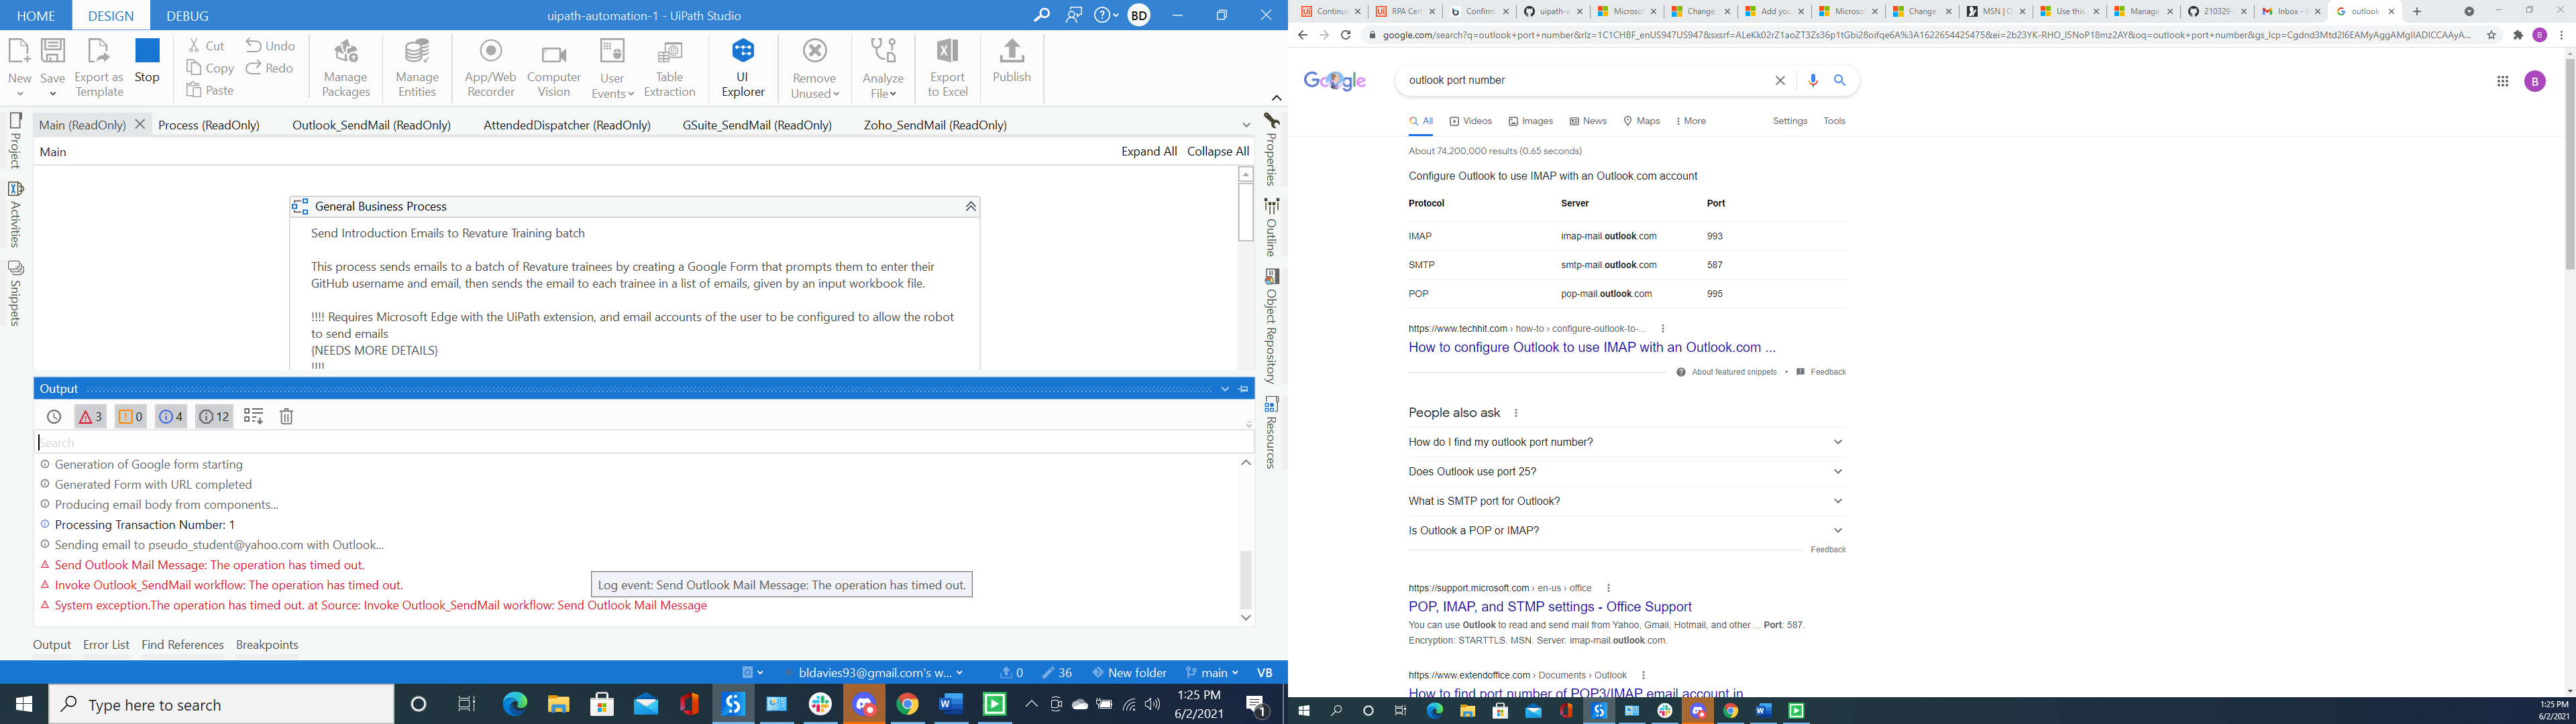 HOME DESIGN DEBUG
uipath-automation-1 - UiPath Studio
BD
New Save Export as Template Stop
Cut Copy Paste Undo Redo
Manage Packages
Manage Entities
App/Web Recorder
Computer Vision
User Events
Table Extraction
UI Explorer
Remove Unused
Analyze File
Export to Excel
Publish
Main (ReadOnly) Process (ReadOnly) Outlook_SendMail (ReadOnly) AttendedDispatcher (ReadOnly) GSuite_SendMail (ReadOnly) Zoho_SendMail (ReadOnly)
Project
Activities
Snippets
Properties
Outline
Object Repository
Resources
Main
Expand All Collapse All
General Business Process
Send Introduction Emails to Revature Training batch
This process sends emails to a batch of Revature trainees by creating a Google Form that prompts them to enter their
GitHub username and email, then sends the email to each trainee in a list of emails, given by an input workbook file.
!!!! Requires Microsoft Edge with the UiPath extension, and email accounts of the user to be configured to allow the robot
to send emails
{NEEDS MORE DETAILS}
!!!!
Output
3 0 4 12
Search
Generation of Google form starting
Generated Form with URL completed
Producing email body from components...
Processing Transaction Number: 1
Sending email to pseudo_student@yahoo.com with Outlook...
Send Outlook Mail Message: The operation has timed out.
Invoke Outlook_SendMail workflow: The operation has timed out.
Log event: Send Outlook Mail Message: The operation has timed out.
System exception.The operation has timed out. at Source: Invoke Outlook_SendMail workflow: Send Outlook Mail Message
Output Error List Find References Breakpoints
bldavies93@gmail.com's w... 0 36 New folder main VB
Type here to search
1:25 PM
6/2/2021
1
Continu RPA Cert Confirm uipath-a Microsof Change Add you Microsof Change MSN | O Use this Manage 210329- Inbox - outlook
google.com/search?q=outlook+port+number&rlz=1C1CHBF_enUS947US947&sxsrf=
Google
outlook port number
B
All Videos Images News Maps More Settings Tools
About 74,200,000 results (0.65 seconds)
Configure Outlook to use IMAP with an Outlook.com account
Protocol Server Port
IMAP imap-mail.outlook.com 993
SMTP smtp-mail.outlook.com 587
POP pop-mail.outlook.com 995
https://www.techhit.com › how-to › configure-outlook-to-...
How to configure Outlook to use IMAP with an Outlook.com ...
About featured snippets • Feedback
People also ask
How do I find my outlook port number?
Does Outlook use port 25?
What is SMTP port for Outlook?
Is Outlook a POP or IMAP?
Feedback
https://support.microsoft.com › en-us › office
POP, IMAP, and STMP settings - Office Support
You can use Outlook to read and send mail from Yahoo, Gmail, Hotmail, and other ... Port: 587.
Encryption: STARTTLS. MSN. Server: imap-mail.outlook.com.
https://www.extendoffice.com › Documents › Outlook
How to find port number of POP3/IMAP email account in
1:25 PM
6/2/2021